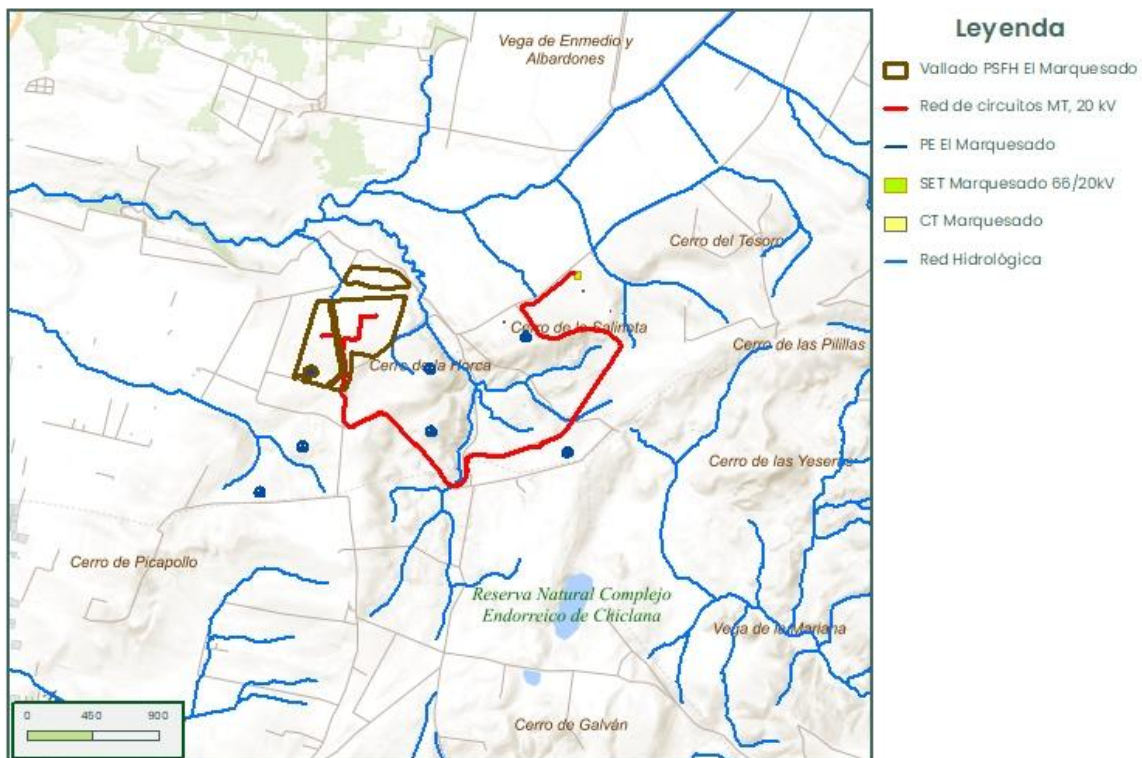 Leyenda
Vallado PSFH El Marquesado
Red de circuitos MT, 20 kV
PE El Marquesado
SET Marquesado 66/20kV
CT Marquesado
Red Hidrológica
Vega de Enmedio y
Albardones
Cerro del Tesoro
Cerro de la Salineta
Cerro de las Pilillas
Cerro de la Horca
Cerro de las Yeseras
Cerro de Picapollo
Reserva Natural Complejo
Endorreico de Chiclana
Vega de la Mariana
Cerro de Galván
0 450 900